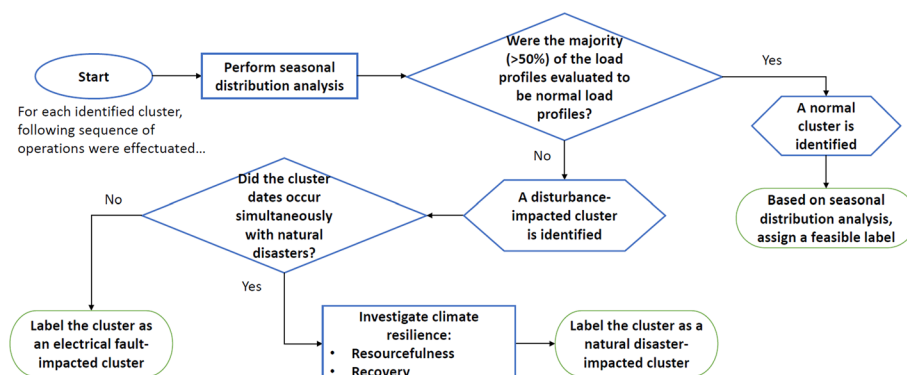 Start
For each identified cluster,
following sequence of
operations were effectuated...
Perform seasonal
distribution analysis
Were the majority
(>50%) of the load
profiles evaluated to
be normal load
profiles?
Yes
A normal
cluster is
identified
Based on seasonal
distribution analysis,
assign a feasible label
No
A disturbance-
impacted cluster
is identified
Did the cluster
dates occur
simultaneously
with natural
disasters?
No
Label the cluster as
an electrical fault-
impacted cluster
Yes
Investigate climate
resilience:
• Resourcefulness
• Recovery
Label the cluster as a
natural disaster-
impacted cluster